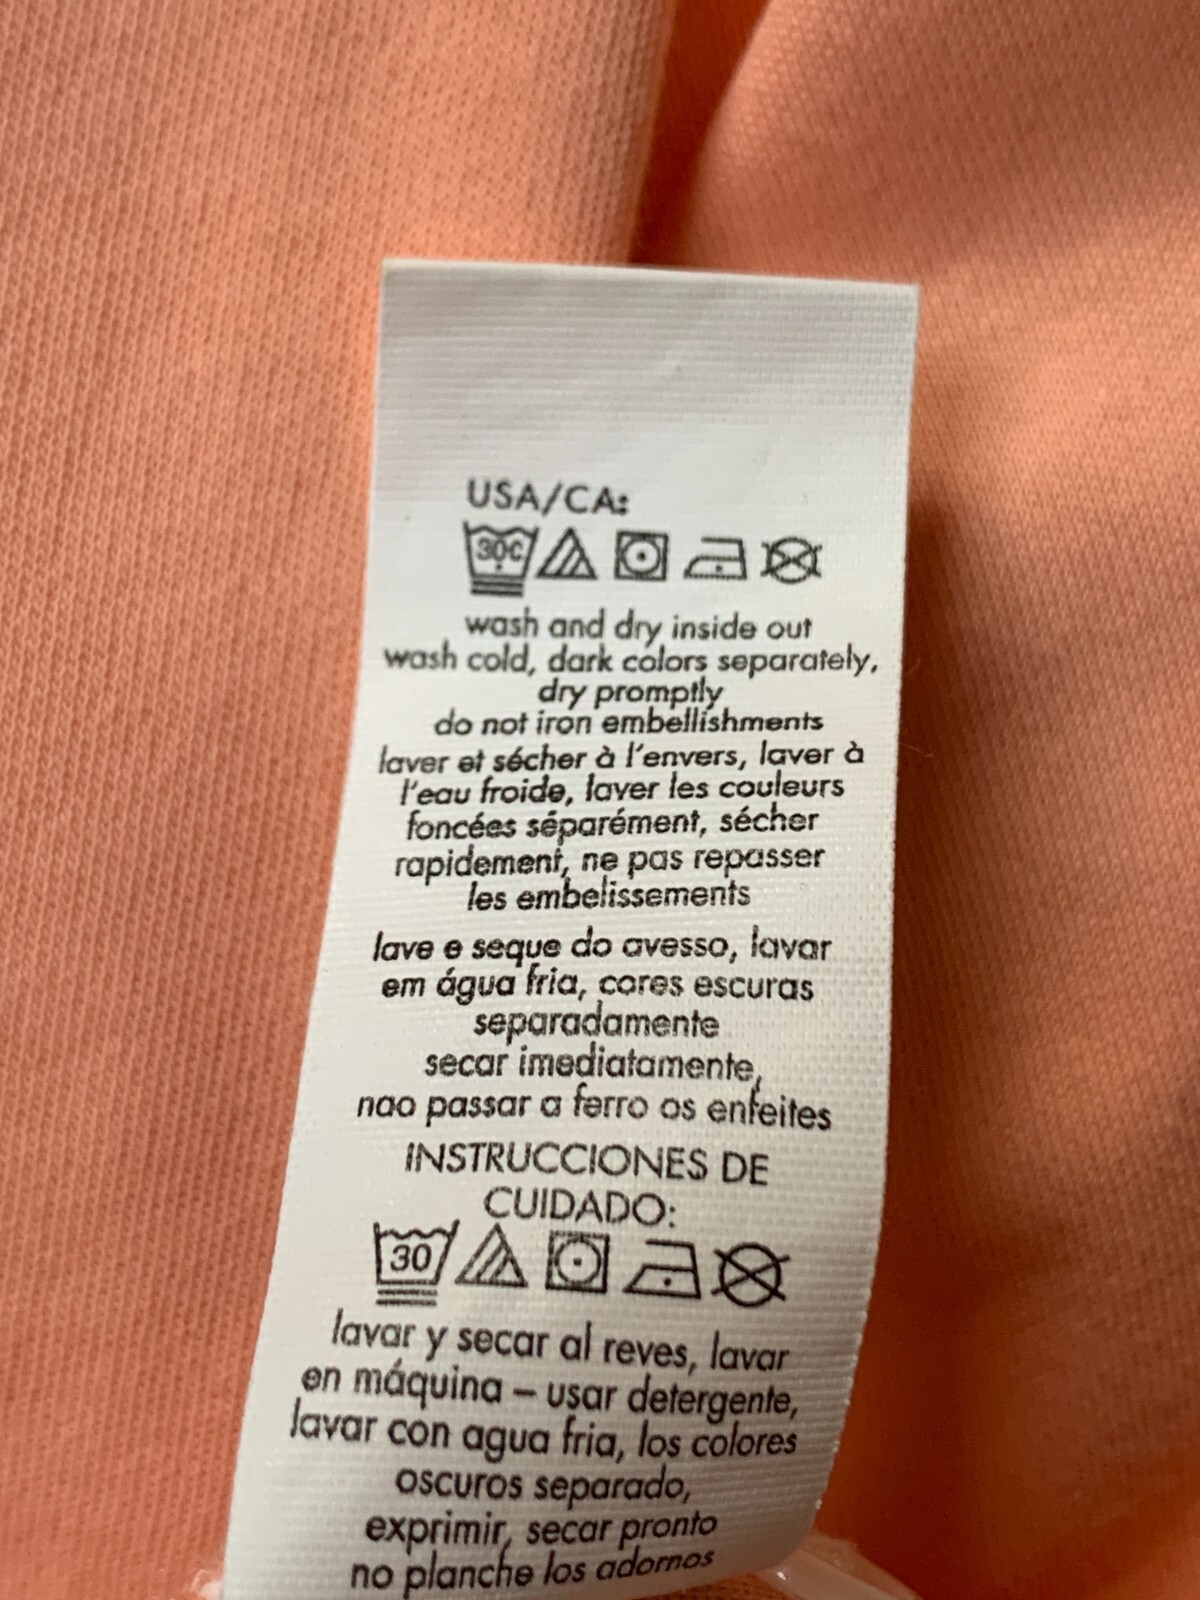 USA/CA:
30C
wash and dry inside out
wash cold, dark colors separately,
dry promptly
do not iron embellishments
laver et sécher à l'envers, laver à
l'eau froide, laver les couleurs
foncées séparément, sécher
rapidement, ne pas repasser
les embelissements
lave e seque do avesso, lavar
em água fria, cores escuras
separadamente
secar imediatamente,
nao passar a ferro os enfeites
INSTRUCCIONES DE
CUIDADO:
30
lavar y secar al reves, lavar
en máquina – usar detergente,
lavar con agua fria, los colores
oscuros separado,
exprimir, secar pronto
no planche los adornos